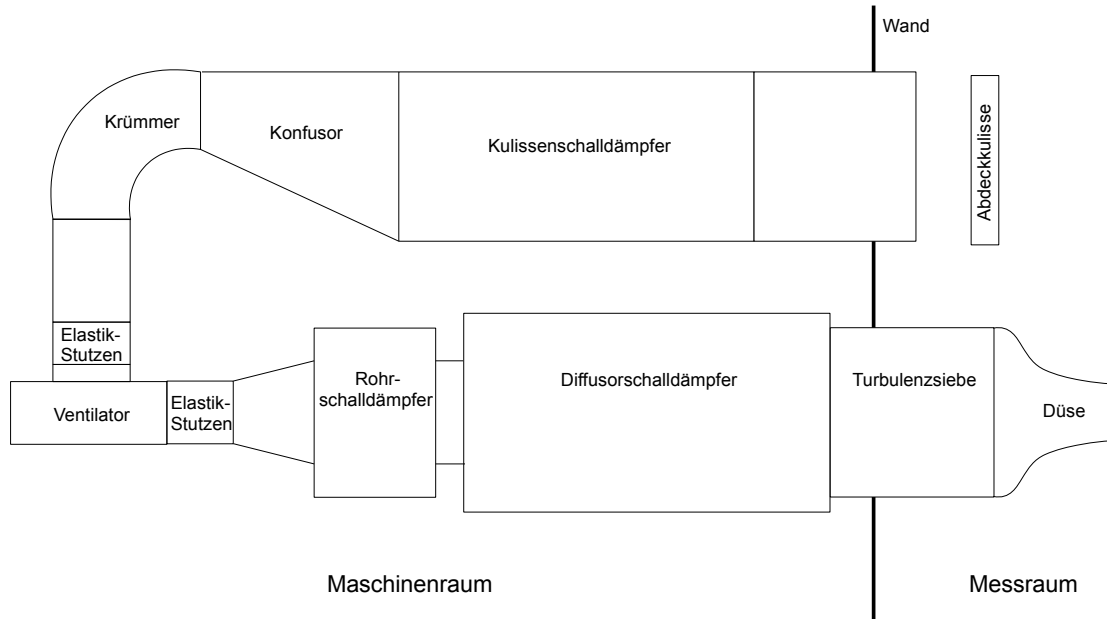 Wand
Krümmer
Konfusor
Kulissenschalldämpfer
Abdeckkulisse
Elastik-
Stutzen
Ventilator
Elastik-
Stutzen
Rohr-
schalldämpfer
Diffusorschalldämpfer
Turbulenzsiebe
Düse
Maschinenraum
Messraum